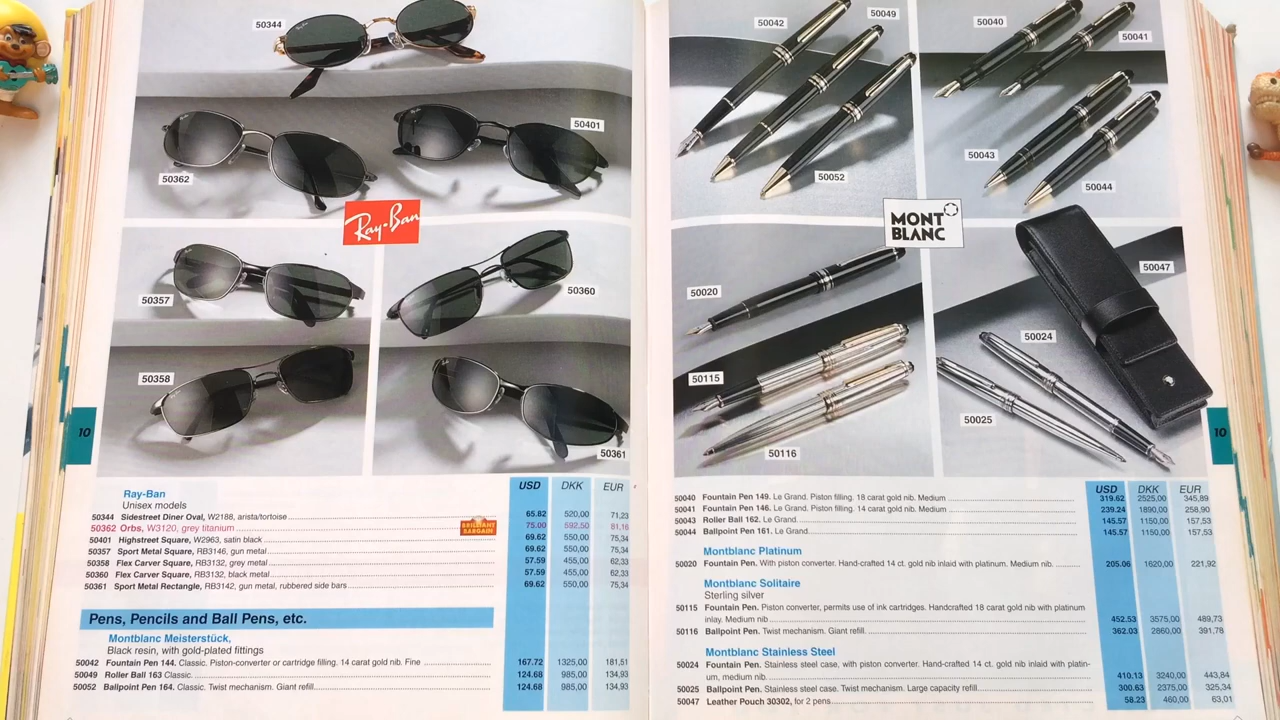 50344
50401
50362
Ray-Ban
50357
50360
50358
50361
10
USD DKK EUR
Ray-Ban
Unisex models
50344 Sidestreet Diner Oval, W2188, arista/tortoise 65.82 520,00 71,23
50362 Orbs, W3120, grey titanium BRILLIANT BARGAIN 75.00 592,50 81,16
50401 Highstreet Square, W2963, satin black 69.62 550,00 75,34
50357 Sport Metal Square, RB3146, gun metal 69.62 550,00 75,34
50358 Flex Carver Square, RB3132, grey metal 57.59 455,00 62,33
50360 Flex Carver Square, RB3132, black metal 57.59 455,00 62,33
50361 Sport Metal Rectangle, RB3142, gun metal, rubbered side bars 69.62 550,00 75,34
Pens, Pencils and Ball Pens, etc.
Montblanc Meisterstück,
Black resin, with gold-plated fittings
50042 Fountain Pen 144. Classic. Piston-converter or cartridge filling. 14 carat gold nib. Fine 167.72 1325,00 181,51
50049 Roller Ball 163 Classic. 124.68 985,00 134,93
50052 Ballpoint Pen 164. Classic. Twist mechanism. Giant refill. 124.68 985,00 134,93
50042
50049
50052
50040
50041
50043
50044
MONT BLANC
50020
50115
50116
50047
50024
50025
10
USD DKK EUR
50040 Fountain Pen 149. Le Grand. Piston filling. 18 carat gold nib. Medium 319.62 2525,00 345,89
50041 Fountain Pen 146. Le Grand. Piston filling. 14 carat gold nib. Medium 239.24 1890,00 258,90
50043 Roller Ball 162. Le Grand. 145.57 1150,00 157,53
50044 Ballpoint Pen 161. Le Grand. 145.57 1150,00 157,53
Montblanc Platinum
50020 Fountain Pen. With piston converter. Hand-crafted 14 ct. gold nib inlaid with platinum. Medium nib. 205.06 1620,00 221,92
Montblanc Solitaire
Sterling silver
50115 Fountain Pen. Piston converter, permits use of ink cartridges. Handcrafted 18 carat gold nib with platinum
inlay. Medium nib 452.53 3575,00 489,73
50116 Ballpoint Pen. Twist mechanism. Giant refill. 362.03 2860,00 391,78
Montblanc Stainless Steel
50024 Fountain Pen. Stainless steel case, with piston converter. Hand-crafted 14 ct. gold nib inlaid with platin-
um, medium nib. 410.13 3240,00 443,84
50025 Ballpoint Pen. Stainless steel case. Twist mechanism. Large capacity refill 300.63 2375,00 325,34
50047 Leather Pouch 30302, for 2 pens 58.23 460,00 63,01